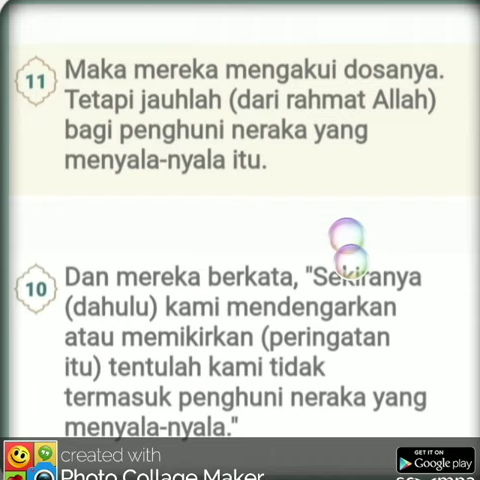 11
Maka mereka mengakui dosanya.
Tetapi jauhlah (dari rahmat Allah)
bagi penghuni neraka yang
menyala-nyala itu.
10
Dan mereka berkata, "Sekiranya
(dahulu) kami mendengarkan
atau memikirkan (peringatan
itu) tentulah kami tidak
termasuk penghuni neraka yang
menyala-nyala."
created with
Photo Collage Maker
GET IT ON
Google play